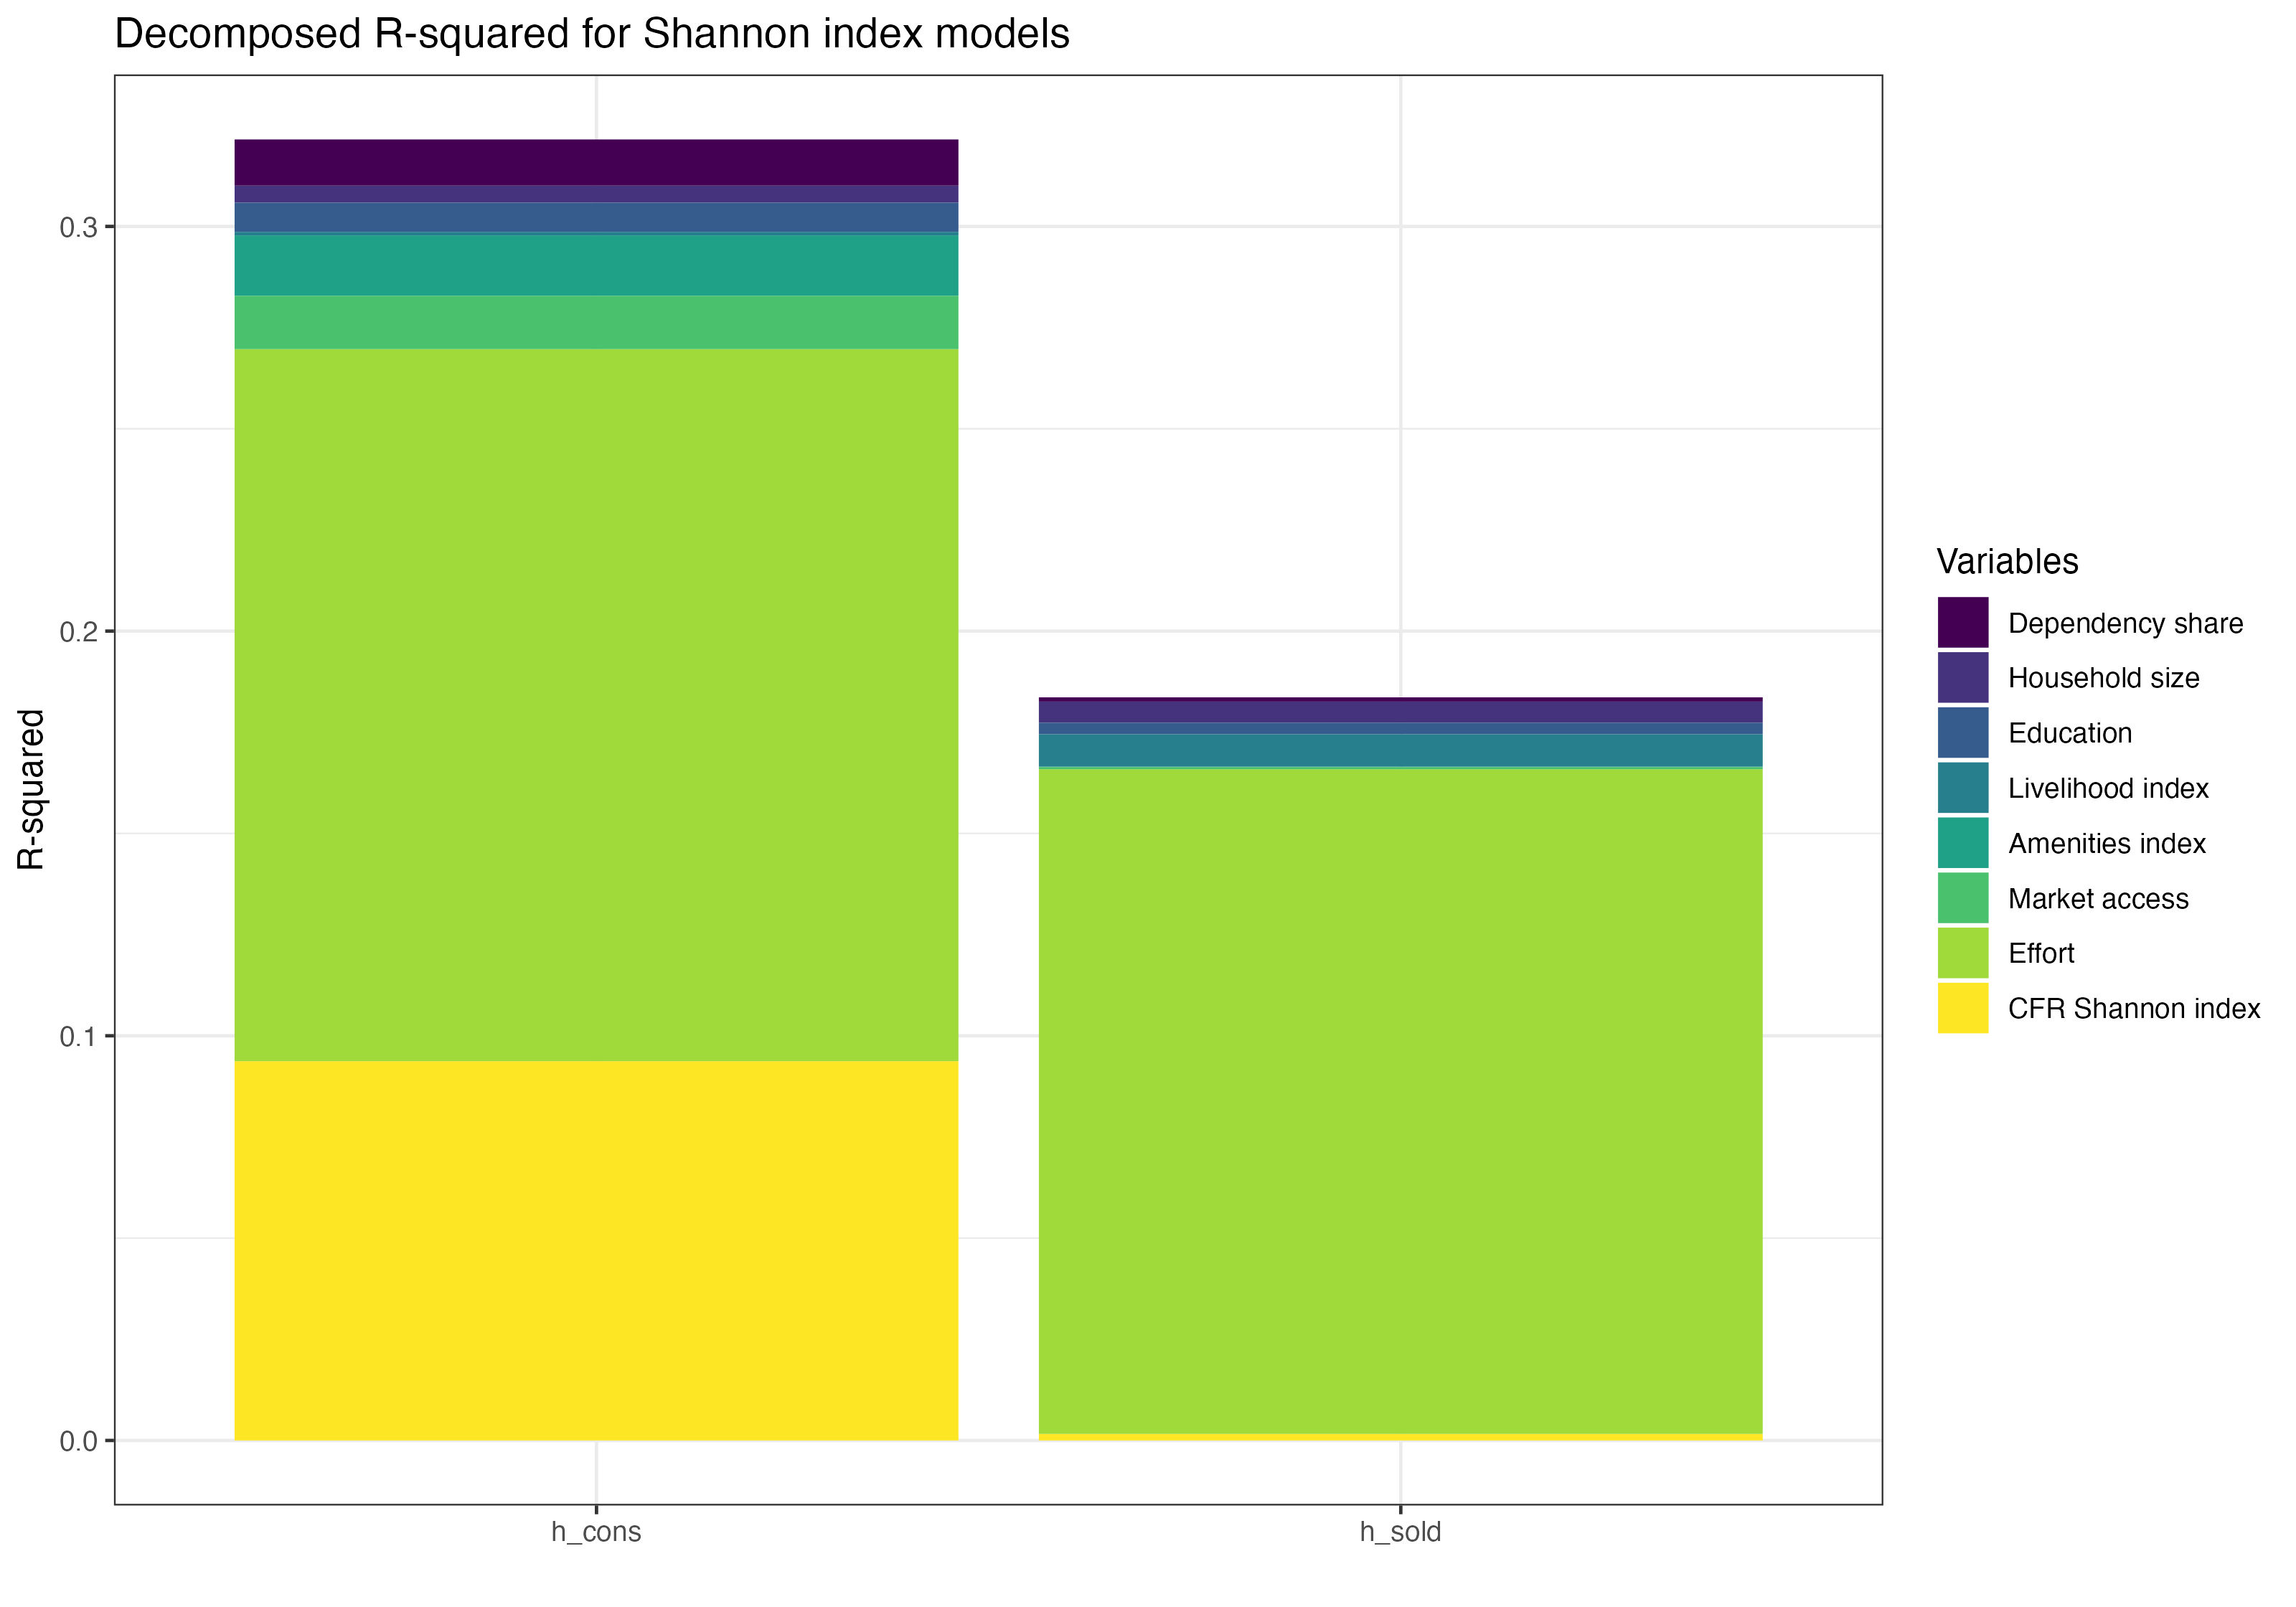 Decomposed R-squared for Shannon index models
R-squared
0.3
0.2
0.1
0.0
h_cons
h_sold
Variables
Dependency share
Household size
Education
Livelihood index
Amenities index
Market access
Effort
CFR Shannon index